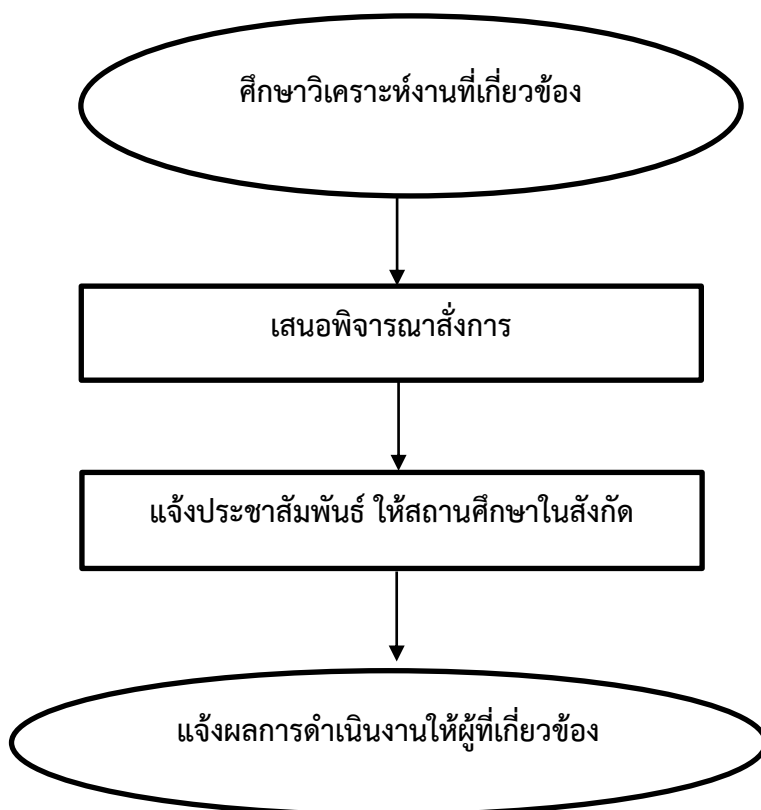 ศึกษาวิเคราะห์งานที่เกี่ยวข้อง
เสนอพิจารณาสั่งการ
แจ้งประชาสัมพันธ์ ให้สถานศึกษาในสังกัด
แจ้งผลการดำเนินงานให้ผู้ที่เกี่ยวข้อง